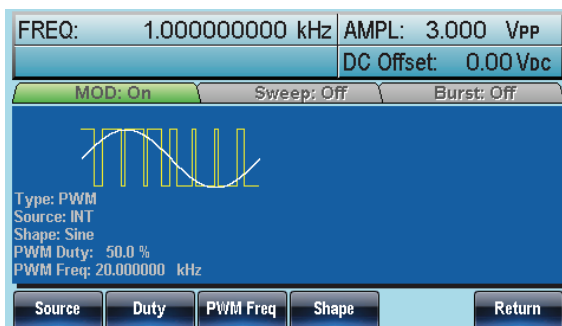 FREQ: 1.000000000 kHz AMPL: 3.000 VPP
DC Offset: 0.00 VDC
MOD: On Sweep: Off Burst: Off
Type: PWM
Source: INT
Shape: Sine
PWM Duty: 50.0 %
PWM Freq: 20.000000 kHz
Source Duty PWM Freq Shape Return